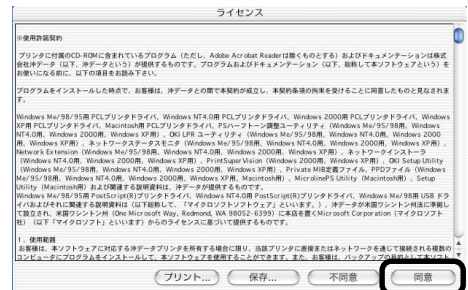 ライセンス
※使用許諾契約
プリンタに付属のCD-ROMに含まれているプログラム（ただし、Adobe Acrobat Readerは除くものとする）およびドキュメンテーションは株式
会社沖データ（以下、沖データという）が提供するものです。プログラムおよびドキュメンテーション（以下、総称して本ソフトウェアという）を
お使いになる前に、以下の項目をお読み下さい。
プログラムをインストールした時点で、お客様は、沖データとの間で本契約が成立し、本契約条項の拘束を受けることに同意したものと見なされま
す。
Windows Me/98/95用 PCLプリンタドライバ、Windows NT4.0用 PCLプリンタドライバ、Windows 2000用 PCLプリンタドライバ、Windows
XP用 PCLプリンタドライバ、Macintosh用 PCLプリンタドライバ、PSハーフトーン調整ユーティリティ（Windows Me/95/98用、Windows
NT4.0用、Windows 2000用、Windows XP用）、OKI LPR ユーティリティ（Windows Me/95/98用、Windows NT4.0用、Windows 2000
用、Windows XP用）、ネットワークステータスモニタ（Windows Me/95/98用、Windows NT4.0用、Windows 2000用、Windows XP用）、
Network Extension（Windows Me/95/98用、Windows NT4.0用、Windows 2000用、Windows XP用）、ネットワークインストーラ
（Windows NT4.0用、Windows 2000用、Windows XP用）、PrintSuperVision（Windows 2000用、Windows XP用）、OKI Setup Utility
（Windows Me/95/98用、Windows NT4.0用、Windows 2000用、Windows XP用）、Private MIB定義ファイル、PPDファイル（Windows
Me/95/98用、Windows NT4.0用、Windows 2000用、Windows XP用、Macintosh用）、MicrolinePS Utility（Macintosh用）、Setup
Utility（Macintosh用）および関連する説明資料は、沖データが提供するものです。
Windows Me/98/95用 PostScript(R)プリンタドライバ、Windows NT4.0用 PostScript(R)プリンタドライバ、Windows Me/98用 USB ドラ
イバおよびそれに関連する説明資料は（以下総称して、「マイクロソフトソフトウェア」といいます。）、沖データが米国ワシントン州法に準拠し
て設立され、米国ワシントン州（One Microsoft Way, Redmond, WA 98052-6399）に本店を置くMicrosoft Corporation（マイクロソフト
社）（以下「マイクロソフト」といいます）からのライセンスに基づいて提供するものです。
1．使用範囲
お客様は、本ソフトウェアに対応する沖データプリンタを所有する場合に限り、当該プリンタに直接またはネットワークを通じて接続される複数の
コンピュータにプログラムをインストールして、本ソフトウェアを使用することができます。また、お客様は、バックアップの目的として本ソフト
プリント... 保存... 不同意 同意